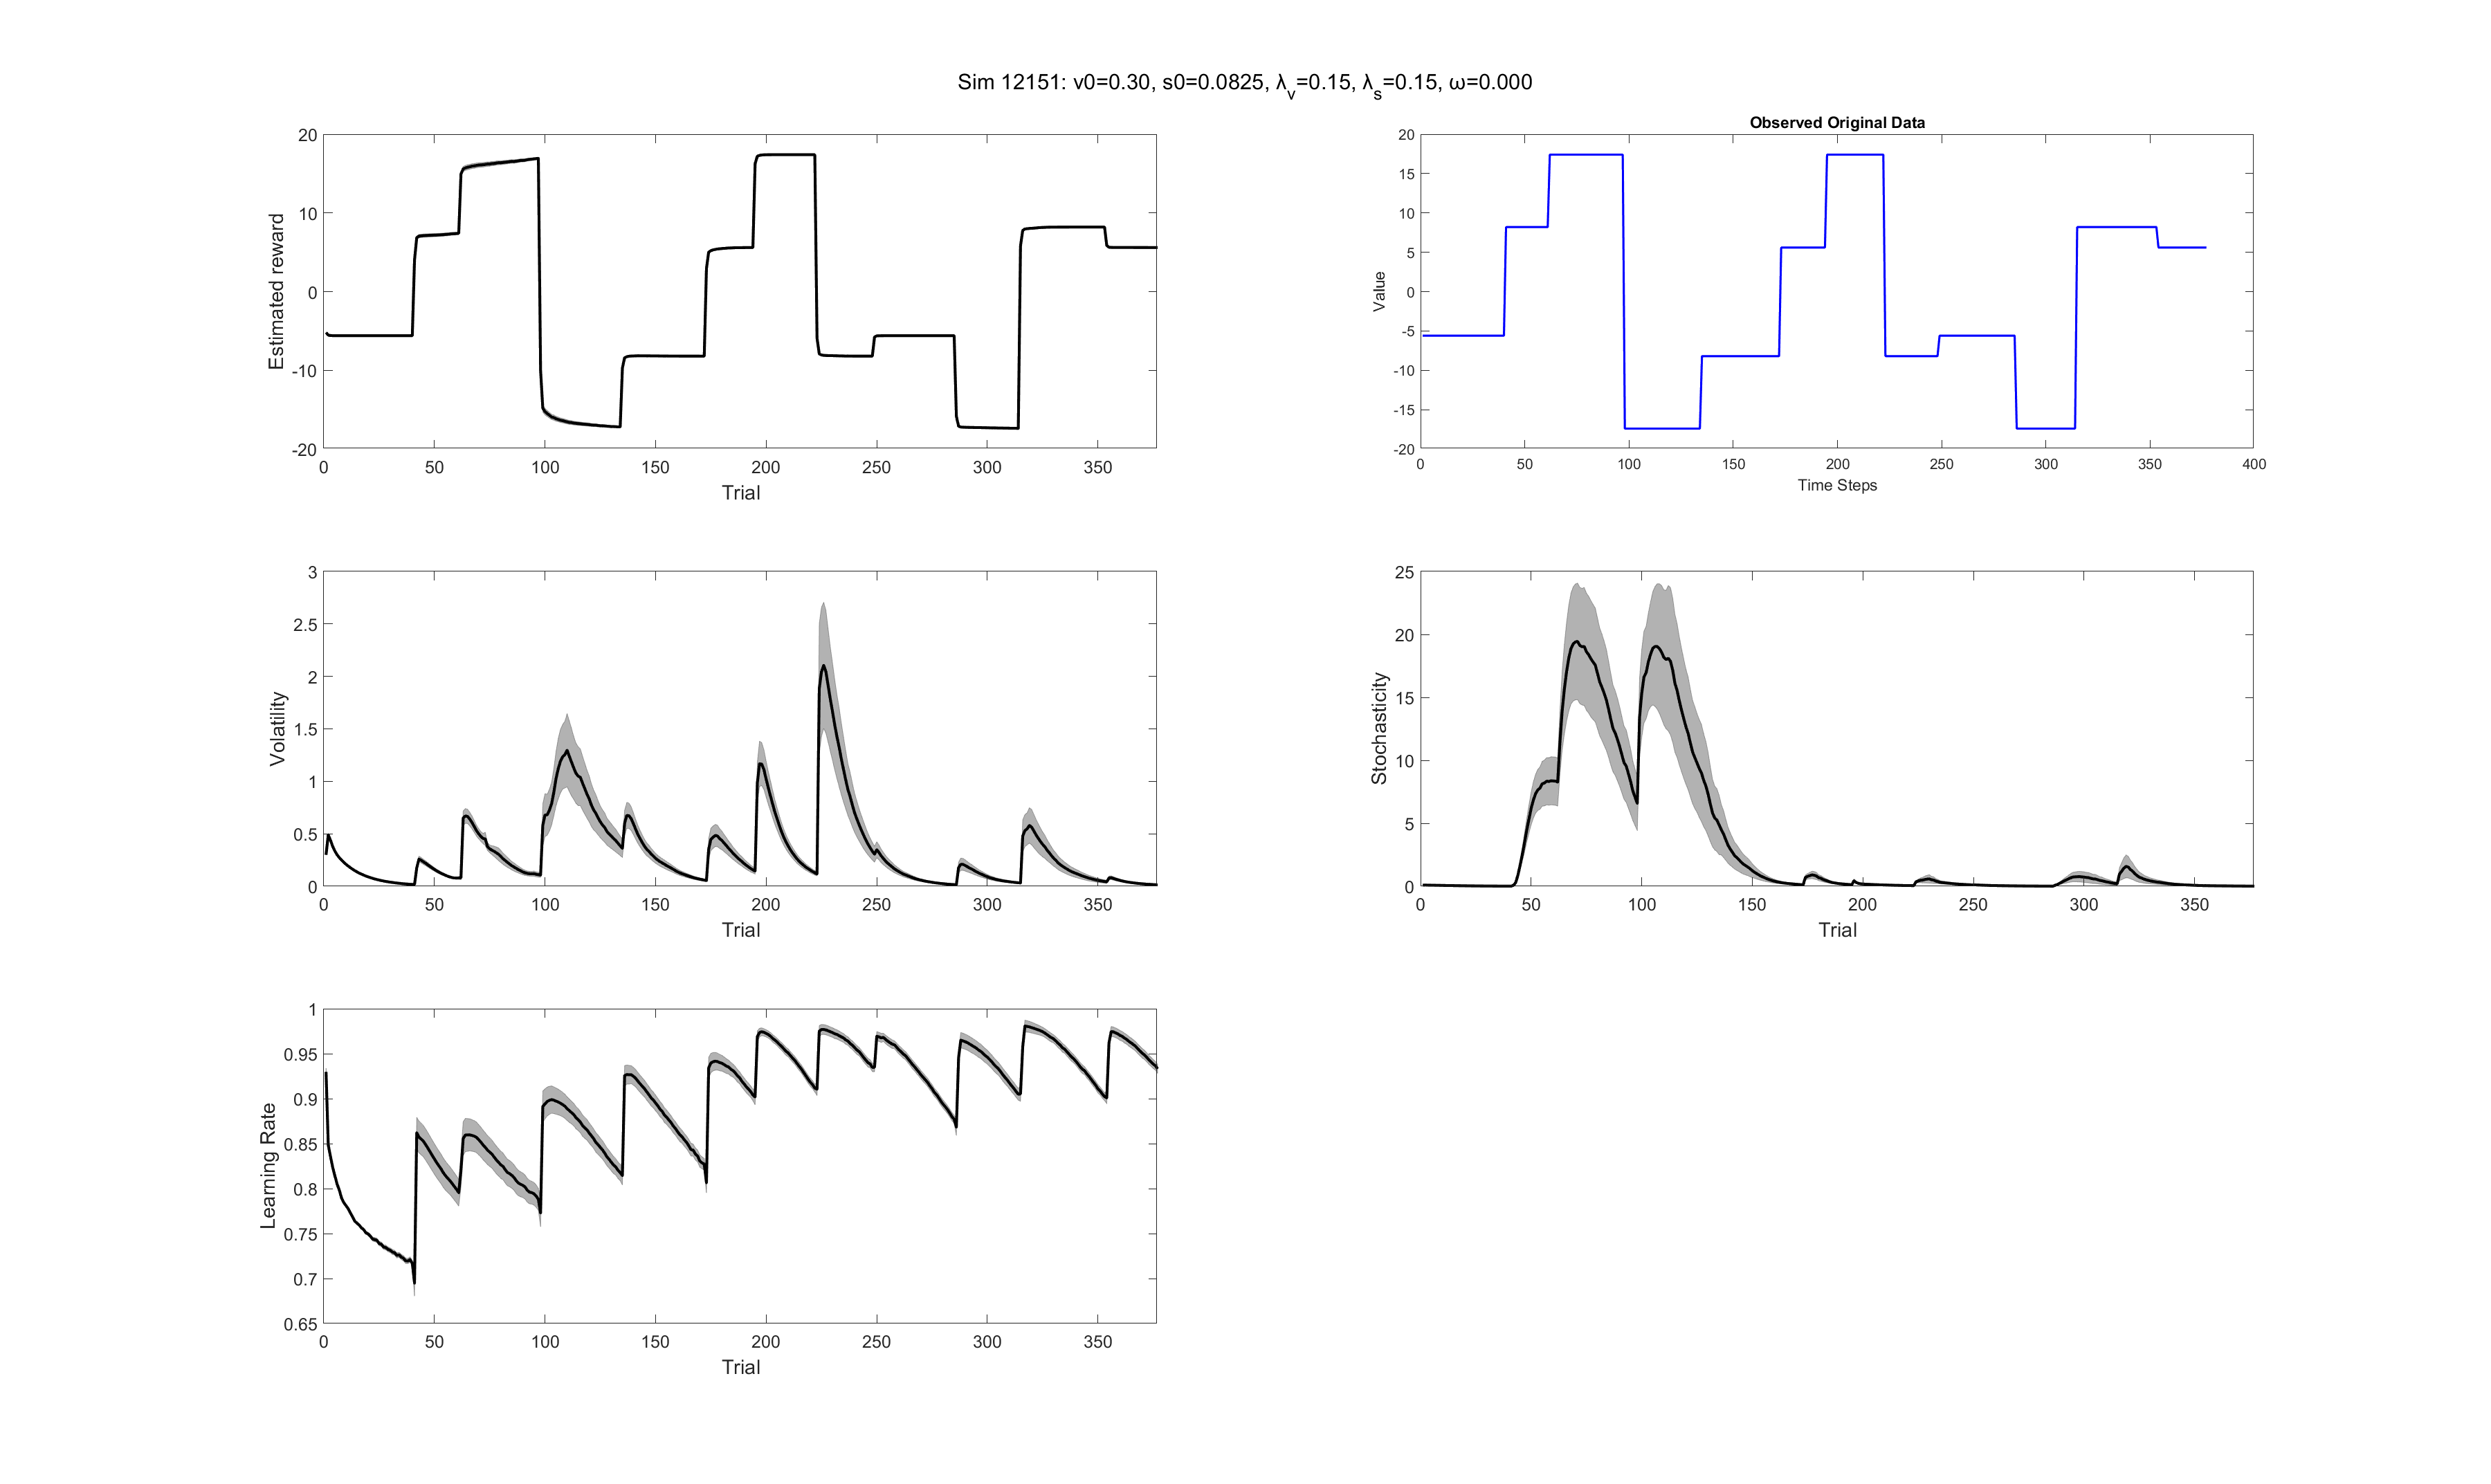 Sim 12151: v0=0.30, s0=0.0825, λv=0.15, λs=0.15, ω=0.000
Estimated reward
20
10
0
-10
-20
0 50 100 150 200 250 300 350
Trial
Observed Original Data
Value
20
15
10
5
0
-5
-10
-15
-20
0 50 100 150 200 250 300 350 400
Time Steps
Volatility
3
2.5
2
1.5
1
0.5
0
0 50 100 150 200 250 300 350
Trial
Stochasticity
25
20
15
10
5
0
0 50 100 150 200 250 300 350
Trial
Learning Rate
1
0.95
0.9
0.85
0.8
0.75
0.7
0.65
0 50 100 150 200 250 300 350
Trial